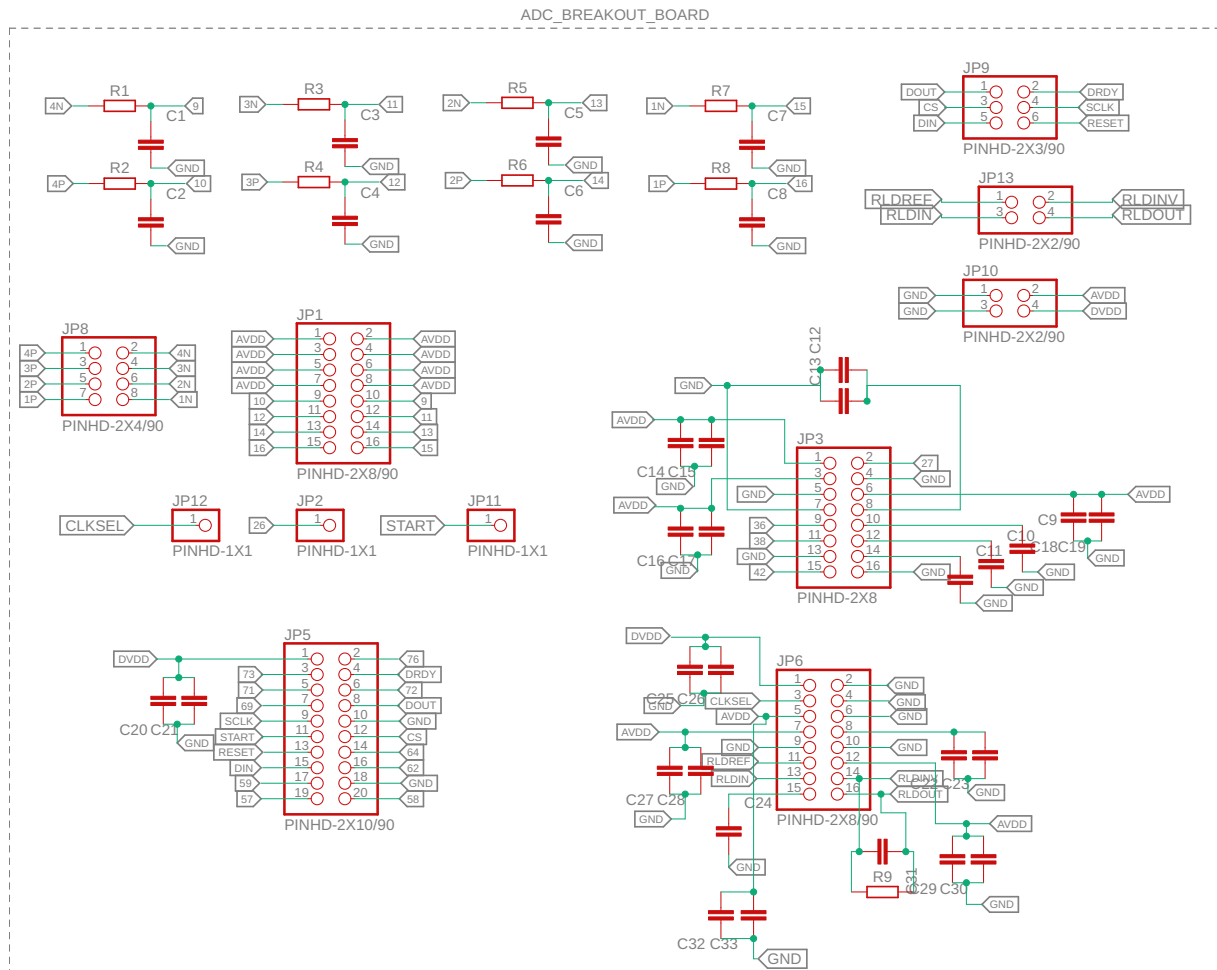 ADC_BREAKOUT_BOARD
4N R1 9 C1 GND
4P R2 10 C2 GND
3N R3 11 C3 GND
3P R4 12 C4 GND
2N R5 13 C5 GND
2P R6 14 C6 GND
1N R7 15 C7 GND
1P R8 16 C8 GND
JP9
DOUT 1 2 DRDY
CS 3 4 SCLK
DIN 5 6 RESET
PINHD-2X3/90
JP13
RLDREF 1 2 RLDINV
RLDIN 3 4 RLDOUT
PINHD-2X2/90
JP10
GND 1 2 AVDD
GND 3 4 DVDD
PINHD-2X2/90
JP8
4P 1 2 4N
3P 3 4 3N
2P 5 6 2N
1P 7 8 1N
PINHD-2X4/90
JP1
AVDD 1 2 AVDD
AVDD 3 4 AVDD
AVDD 5 6 AVDD
AVDD 7 8 AVDD
10 9 10 9
12 11 12 11
14 13 14 13
16 15 16 15
PINHD-2X8/90
JP12
CLKSEL 1
PINHD-1X1
JP2
26 1
PINHD-1X1
JP11
START 1
PINHD-1X1
C13 C12
GND
AVDD
C14 C15
GND
AVDD
C16 C17
GND
JP3
1 2 27
3 4 GND
GND 5 6 AVDD
7 8
36 9 10
38 11 12
GND 13 14
42 15 16 GND
PINHD-2X8
C9
C10
C18 C19
C11
GND
GND
GND
GND
JP5
DVDD 1 2 76
73 3 4 DRDY
71 5 6 72
69 7 8 DOUT
SCLK 9 10 GND
START 11 12 CS
RESET 13 14 64
DIN 15 16 62
59 17 18 GND
57 19 20 58
PINHD-2X10/90
C20 C21
GND
DVDD
C25 C26
GND
JP6
1 2 GND
CLKSEL 3 4 GND
AVDD 5 6 GND
AVDD 7 8
GND 9 10 GND
RLDREF 11 12
RLDIN 13 14 RLDINV
15 16 RLDOUT
PINHD-2X8/90
C22 C23
GND
C27 C28
GND
C24
GND
AVDD
R9
C31
C29 C30
GND
C32 C33
GND